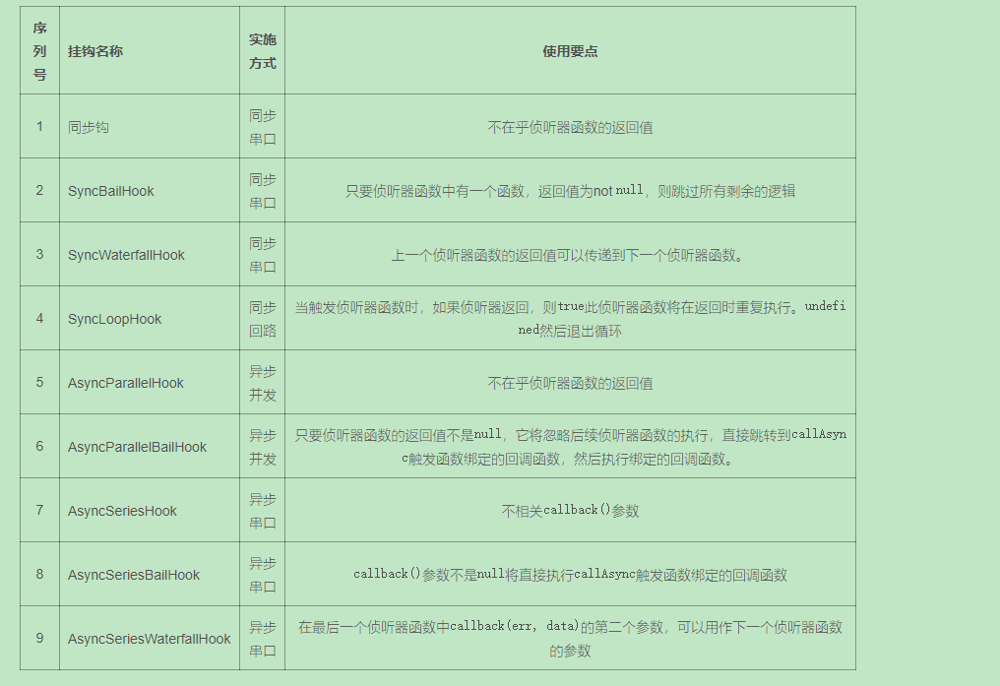 序
列
号
挂钩名称
实施
方式
使用要点
1
同步钩
同步
串口
不在乎侦听器函数的返回值
2
SyncBailHook
同步
串口
只要侦听器函数中有一个函数，返回值为not null，则跳过所有剩余的逻辑
3
SyncWaterfallHook
同步
串口
上一个侦听器函数的返回值可以传递到下一个侦听器函数。
4
SyncLoopHook
同步
回路
当触发侦听器函数时，如果侦听器返回，则true此侦听器函数将在返回时重复执行。undefi
ned然后退出循环
5
AsyncParallelHook
异步
并发
不在乎侦听器函数的返回值
6
AsyncParallelBailHook
异步
并发
只要侦听器函数的返回值不是null，它将忽略后续侦听器函数的执行，直接跳转到callAsyn
c触发函数绑定的回调函数，然后执行绑定的回调函数。
7
AsyncSeriesHook
异步
串口
不相关callback()参数
8
AsyncSeriesBailHook
异步
串口
callback()参数不是null将直接执行callAsync触发函数绑定的回调函数
9
AsyncSeriesWaterfallHook
异步
串口
在最后一个侦听器函数中callback(err, data)的第二个参数，可以用作下一个侦听器函数
的参数